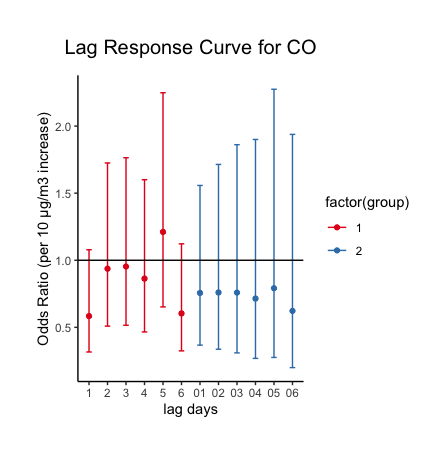 Lag Response Curve for CO
Odds Ratio (per 10 µg/m3 increase)
2.0
1.5
1.0
0.5
1 2 3 4 5 6 01 02 03 04 05 06
lag days
factor(group)
1
2